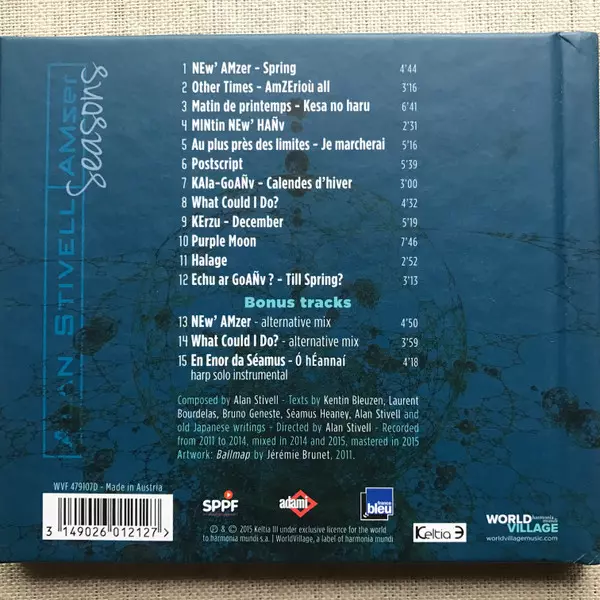 ALAN STIVELL AMzer
seasons
1 NEw' AMzer - Spring 4'44
2 Other Times - AmZErioù all 3'16
3 Matin de printemps - Kesa no haru 6'41
4 MINtin NEw' HAÑv 2'31
5 Au plus près des limites - Je marcherai 5'16
6 Postscript 5'39
7 KAla-GoAÑv - Calendes d'hiver 3'00
8 What Could I Do? 4'32
9 KErzu - December 5'19
10 Purple Moon 7'46
11 Halage 2'52
12 Echu ar GoAÑv ? - Till Spring? 3'13
Bonus tracks
13 NEw' AMzer - alternative mix 4'50
14 What Could I Do? - alternative mix 3'59
15 En Enor da Séamus - Ó hÉannaí 4'18
harp solo instrumental
Composed by Alan Stivell - Texts by Kentin Bleuzen, Laurent
Bourdelas, Bruno Geneste, Séamus Heaney, Alan Stivell and
old Japanese writings - Directed by Alan Stivell - Recorded
from 2011 to 2014, mixed in 2014 and 2015, mastered in 2015
Artwork: Ballmap by Jérémie Brunet, 2011.
WVF 479107D - Made in Austria
3 149026 012127 >
SPPF
adami
france
bleu
Keltia 3
WORLD
VILLAGE
harmonia
mundi
worldvillagemusic.com
℗ & © 2015 Keltia III under exclusive licence for the world
to harmonia mundi s.a. | WorldVillage, a label of harmonia mundi